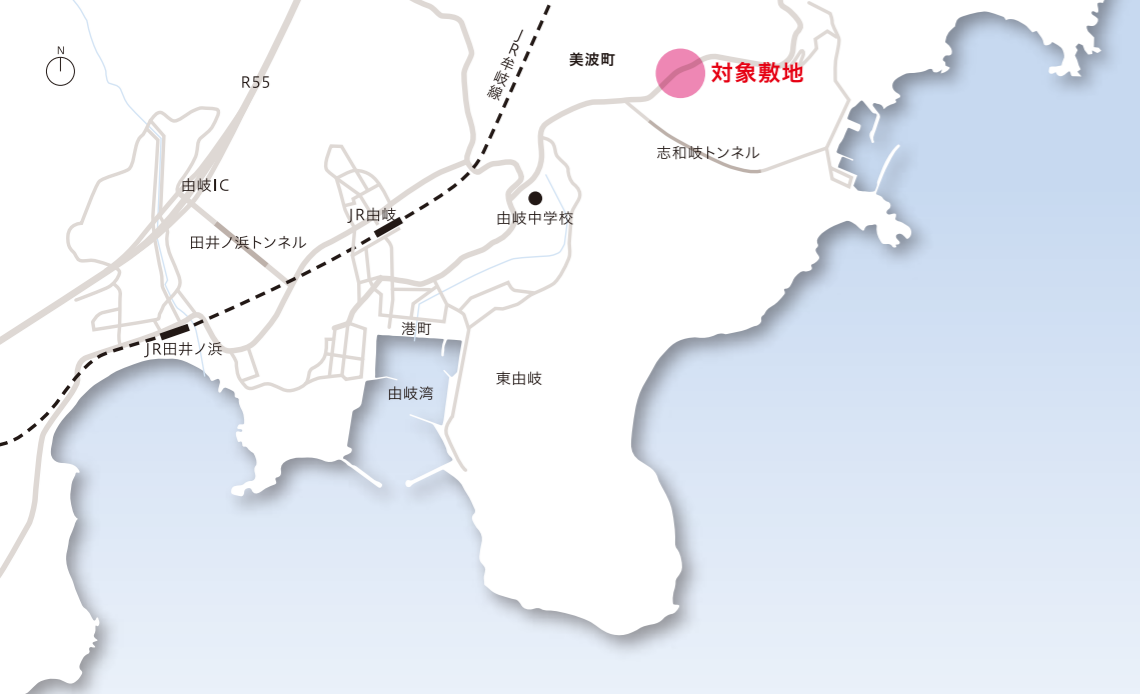 N
R55
JR牟岐線
美波町
対象敷地
志和岐トンネル
由岐IC
JR由岐
由岐中学校
田井ノ浜トンネル
港町
JR田井ノ浜
東由岐
由岐湾